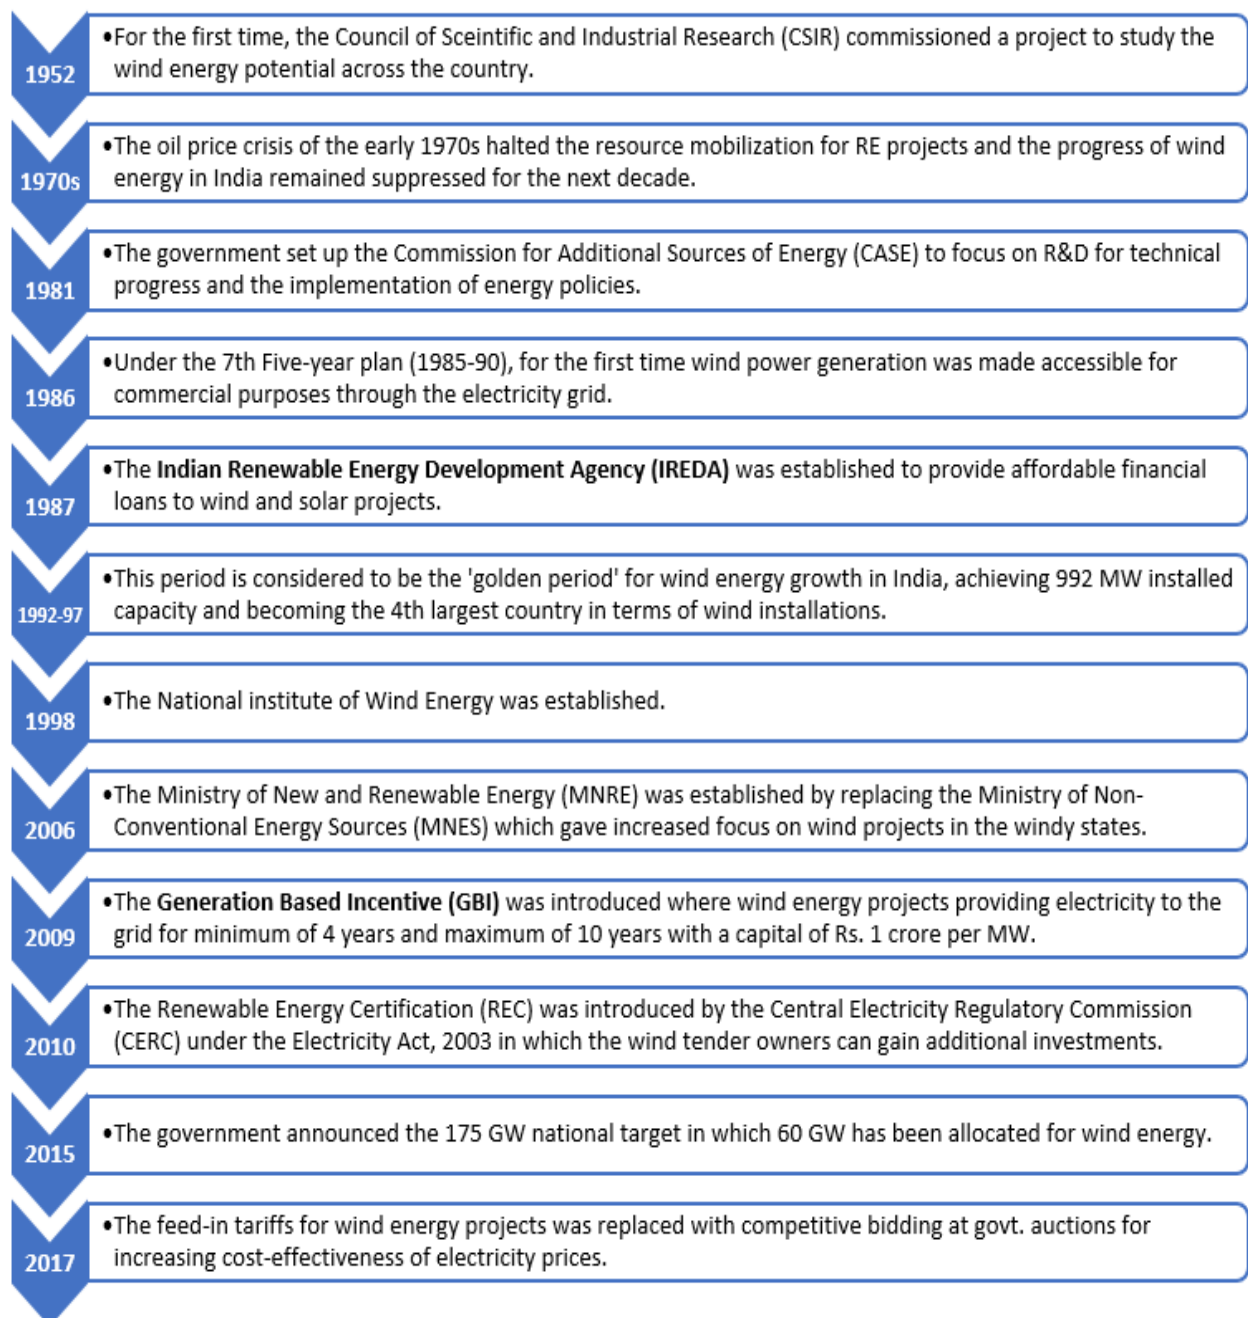 1952
•For the first time, the Council of Sceintific and Industrial Research (CSIR) commissioned a project to study the
wind energy potential across the country.
1970s
•The oil price crisis of the early 1970s halted the resource mobilization for RE projects and the progress of wind
energy in India remained suppressed for the next decade.
1981
•The government set up the Commission for Additional Sources of Energy (CASE) to focus on R&D for technical
progress and the implementation of energy policies.
1986
•Under the 7th Five-year plan (1985-90), for the first time wind power generation was made accessible for
commercial purposes through the electricity grid.
1987
•The Indian Renewable Energy Development Agency (IREDA) was established to provide affordable financial
loans to wind and solar projects.
1992-97
•This period is considered to be the 'golden period' for wind energy growth in India, achieving 992 MW installed
capacity and becoming the 4th largest country in terms of wind installations.
1998
•The National institute of Wind Energy was established.
2006
•The Ministry of New and Renewable Energy (MNRE) was established by replacing the Ministry of Non-
Conventional Energy Sources (MNES) which gave increased focus on wind projects in the windy states.
2009
•The Generation Based Incentive (GBI) was introduced where wind energy projects providing electricity to the
grid for minimum of 4 years and maximum of 10 years with a capital of Rs. 1 crore per MW.
2010
•The Renewable Energy Certification (REC) was introduced by the Central Electricity Regulatory Commission
(CERC) under the Electricity Act, 2003 in which the wind tender owners can gain additional investments.
2015
•The government announced the 175 GW national target in which 60 GW has been allocated for wind energy.
2017
•The feed-in tariffs for wind energy projects was replaced with competitive bidding at govt. auctions for
increasing cost-effectiveness of electricity prices.